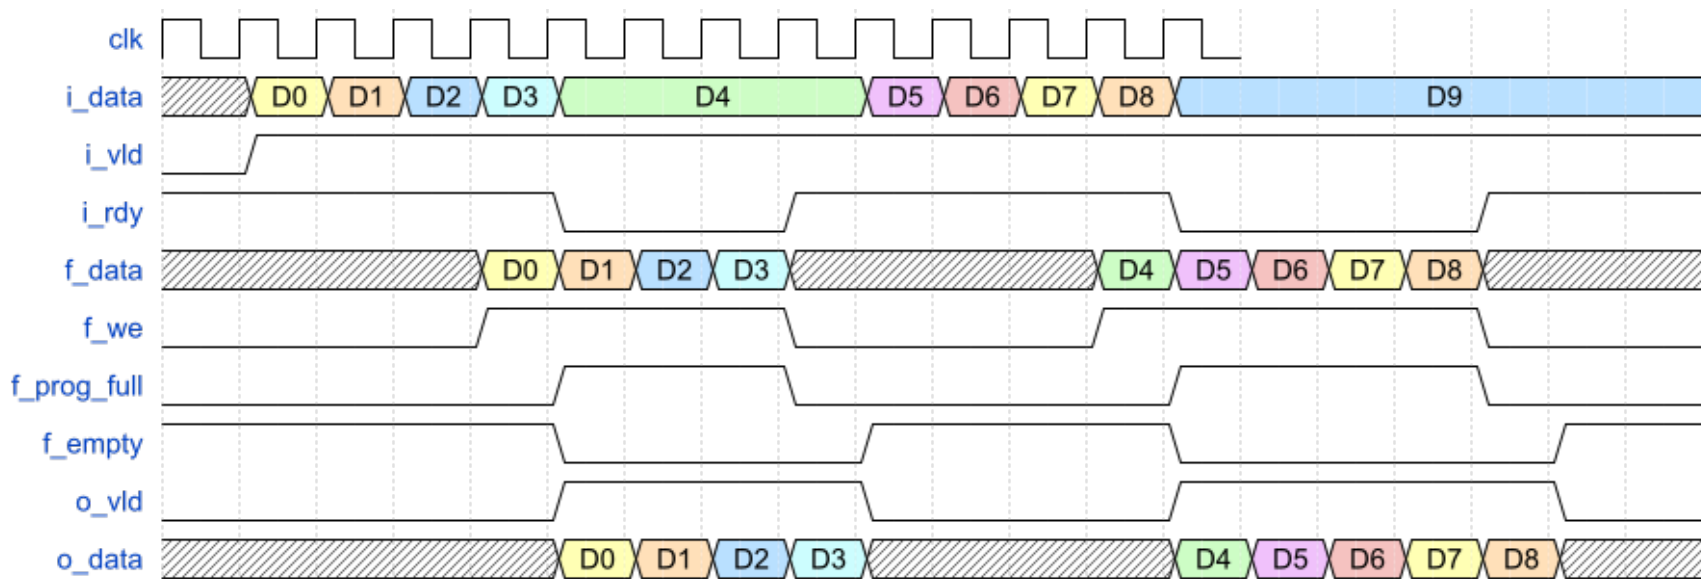 clk
i_data D0 D1 D2 D3 D4 D5 D6 D7 D8 D9
i_vld
i_rdy
f_data D0 D1 D2 D3 D4 D5 D6 D7 D8
f_we
f_prog_full
f_empty
o_vld
o_data D0 D1 D2 D3 D4 D5 D6 D7 D8